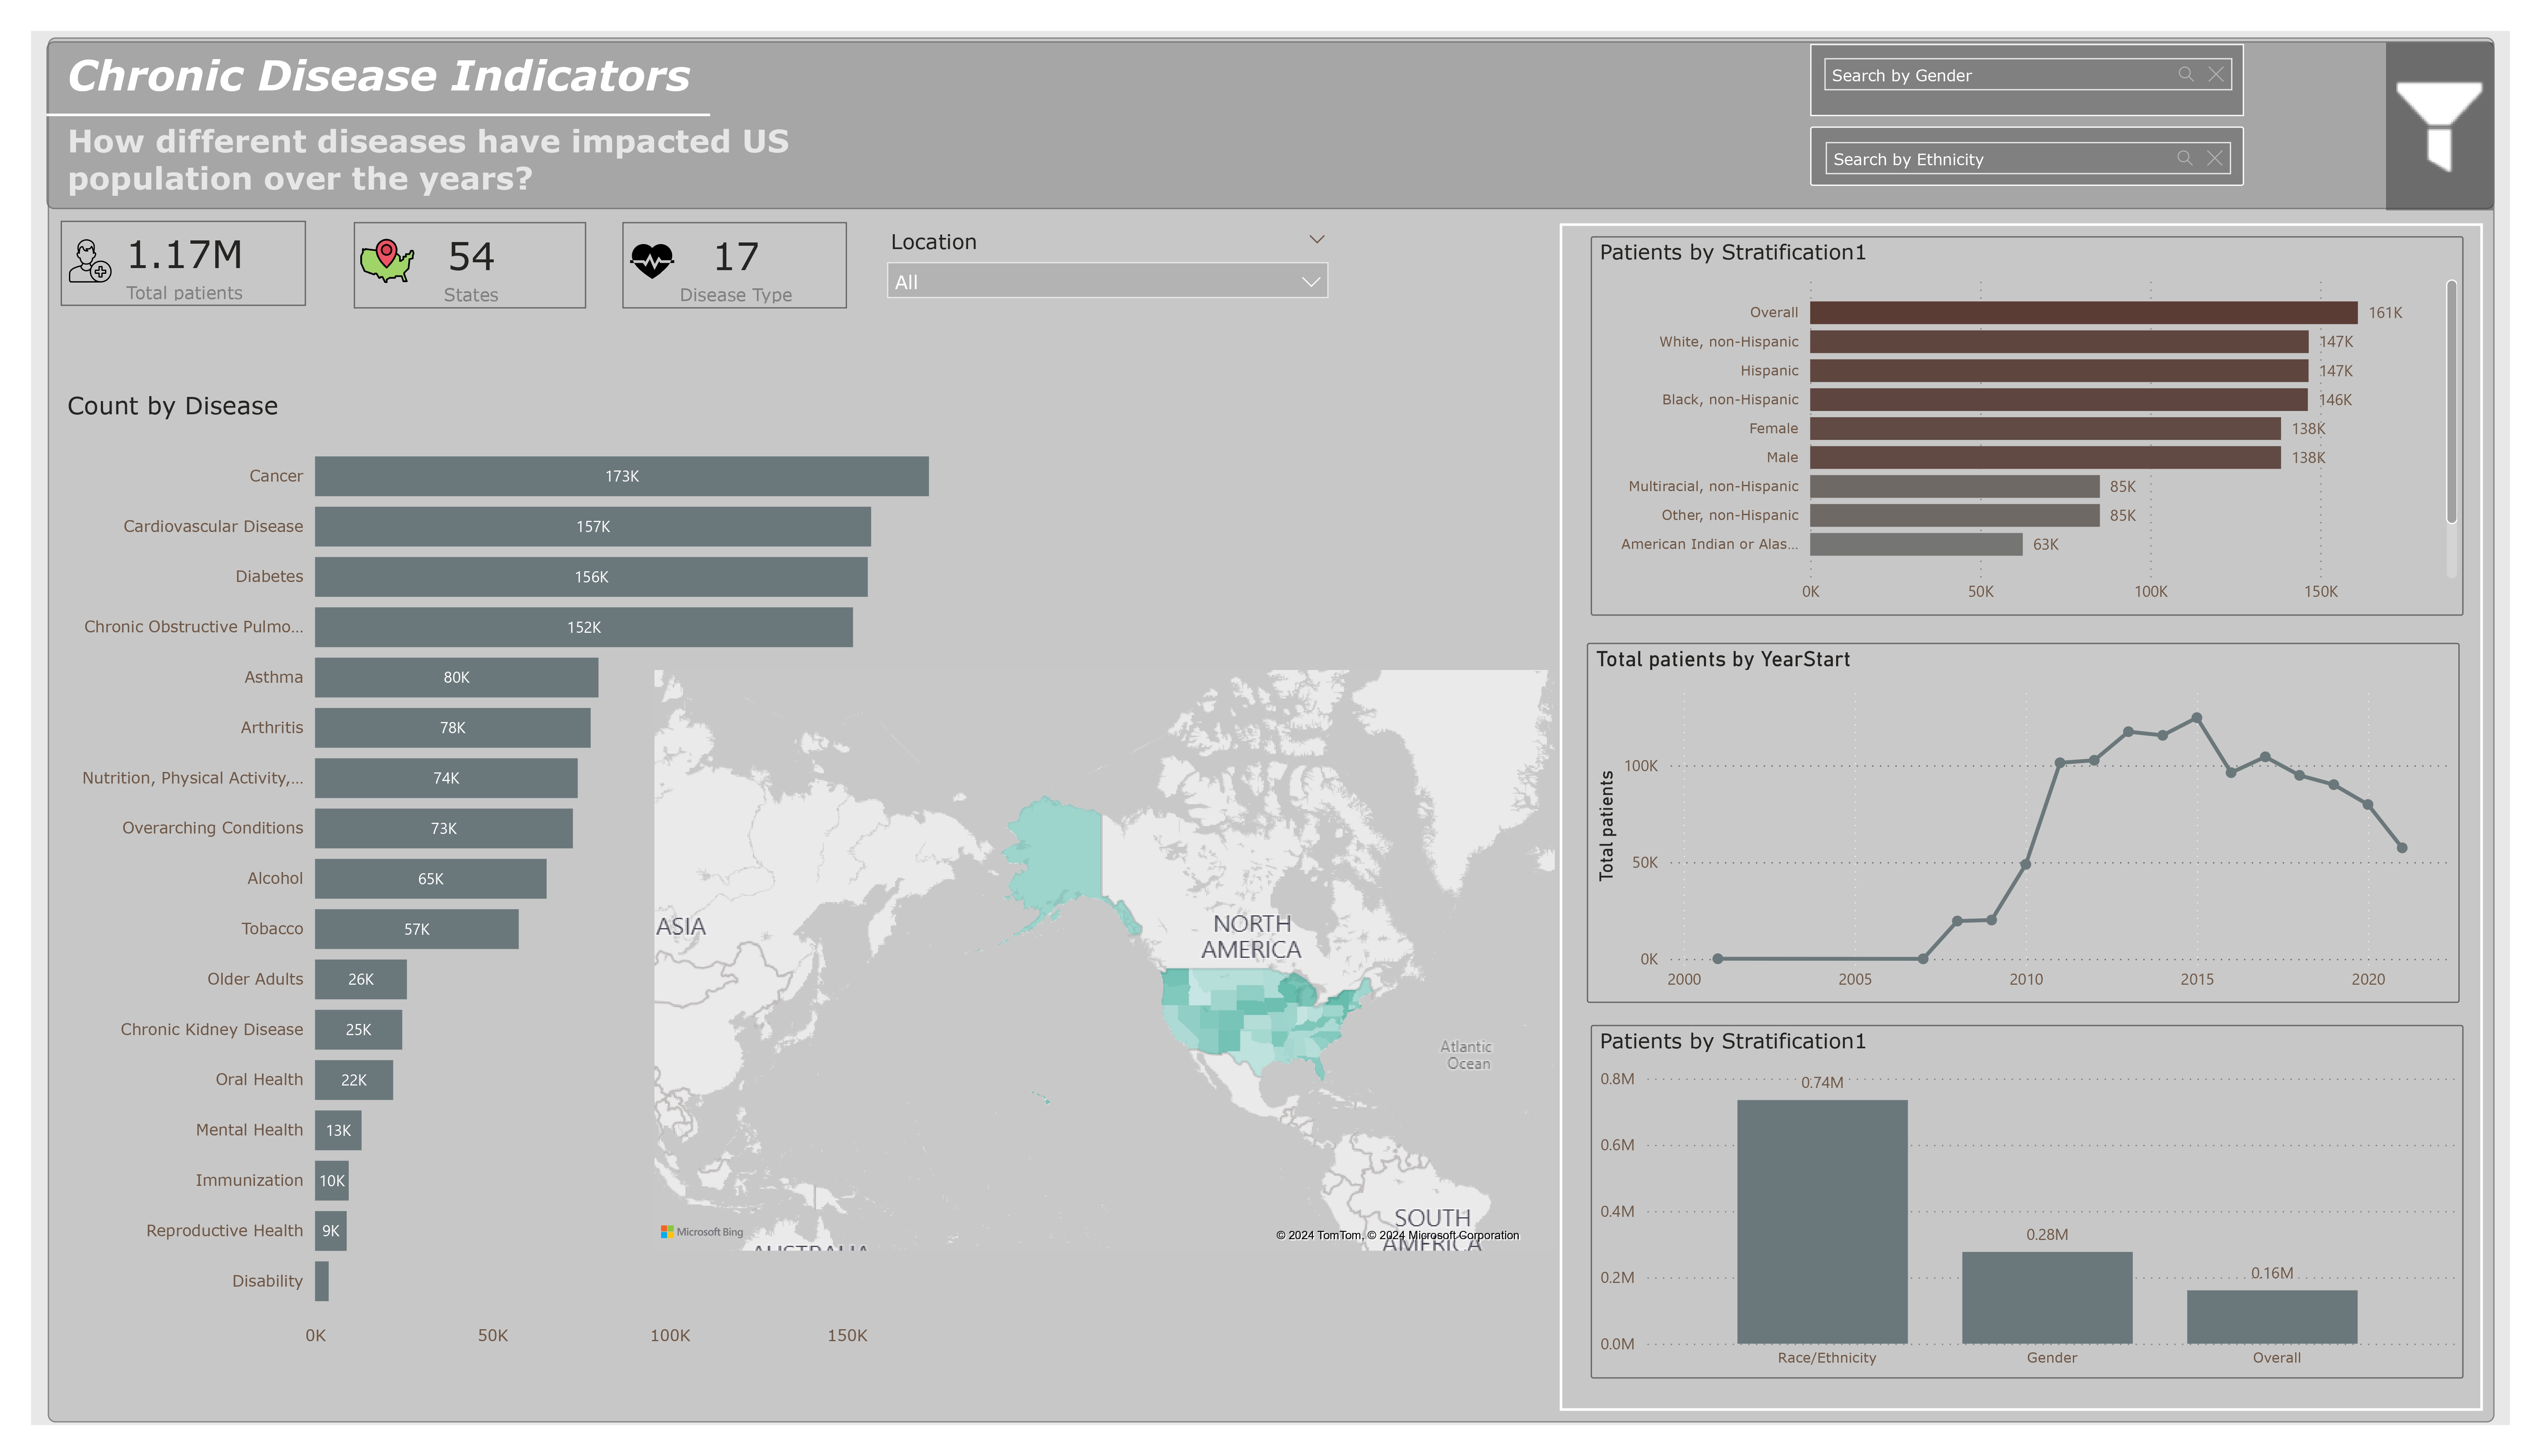 Chronic Disease Indicators
How different diseases have impacted US
population over the years?
Search by Gender
Search by Ethnicity
1.17M
Total patients
54
States
17
Disease Type
Location
All
Count by Disease
Cancer 173K
Cardiovascular Disease 157K
Diabetes 156K
Chronic Obstructive Pulmo... 152K
Asthma 80K
Arthritis 78K
Nutrition, Physical Activity,... 74K
Overarching Conditions 73K
Alcohol 65K
Tobacco 57K
Older Adults 26K
Chronic Kidney Disease 25K
Oral Health 22K
Mental Health 13K
Immunization 10K
Reproductive Health 9K
Disability
0K 50K 100K 150K
ASIA
NORTH
AMERICA
Atlantic
Ocean
SOUTH
AMERICA
AUSTRALIA
Microsoft Bing
© 2024 TomTom, © 2024 Microsoft Corporation
Patients by Stratification1
Overall 161K
White, non-Hispanic 147K
Hispanic 147K
Black, non-Hispanic 146K
Female 138K
Male 138K
Multiracial, non-Hispanic 85K
Other, non-Hispanic 85K
American Indian or Alas... 63K
0K 50K 100K 150K
Total patients by YearStart
Total patients
100K
50K
0K
2000 2005 2010 2015 2020
Patients by Stratification1
0.8M
0.6M
0.4M
0.2M
0.0M
0.74M
0.28M
0.16M
Race/Ethnicity Gender Overall